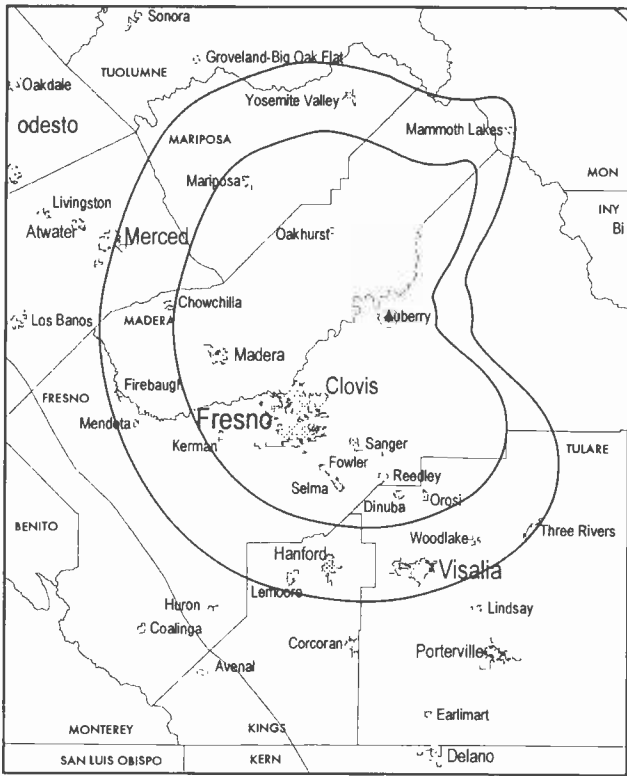 Sonora
Groveland-Big Oak Flat
TUOLUMNE
Oakdale
Yosemite Valley
odesto
Mammoth Lakes
MARIPOSA
MON
Mariposa
Livingston
INY
Atwater
Merced
Oakhurst
Bi
Chowchilla
Los Banos
MADERA
uberry
Madera
Firebaugh
Clovis
FRESNO
Mendota
Fresno
Kerman
Sanger
TULARE
Fowler
Reedley
Selma
Dinuba
Orosi
BENITO
Woodlake
Three Rivers
Hanford
Visalia
Lemoore
Huron
Lindsay
Coalinga
Corcoran
Porterville
Avenal
Earlimart
MONTEREY
KINGS
SAN LUIS OBISPO
KERN
Delano